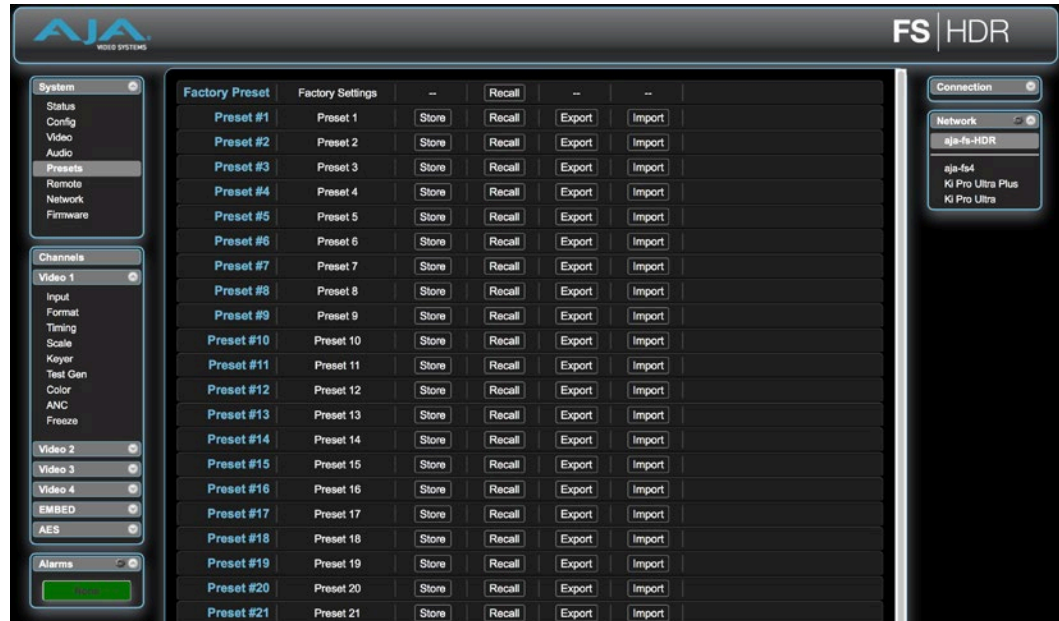 AJA
VIDEO SYSTEMS
FS|HDR
System
Status
Config
Video
Audio
Presets
Remote
Network
Firmware
Channels
Video 1
Input
Format
Timing
Scale
Keyer
Test Gen
Color
ANC
Freeze
Video 2
Video 3
Video 4
EMBED
AES
Alarms
None
Factory Preset Factory Settings -- Recall -- --
Preset #1 Preset 1 Store Recall Export Import
Preset #2 Preset 2 Store Recall Export Import
Preset #3 Preset 3 Store Recall Export Import
Preset #4 Preset 4 Store Recall Export Import
Preset #5 Preset 5 Store Recall Export Import
Preset #6 Preset 6 Store Recall Export Import
Preset #7 Preset 7 Store Recall Export Import
Preset #8 Preset 8 Store Recall Export Import
Preset #9 Preset 9 Store Recall Export Import
Preset #10 Preset 10 Store Recall Export Import
Preset #11 Preset 11 Store Recall Export Import
Preset #12 Preset 12 Store Recall Export Import
Preset #13 Preset 13 Store Recall Export Import
Preset #14 Preset 14 Store Recall Export Import
Preset #15 Preset 15 Store Recall Export Import
Preset #16 Preset 16 Store Recall Export Import
Preset #17 Preset 17 Store Recall Export Import
Preset #18 Preset 18 Store Recall Export Import
Preset #19 Preset 19 Store Recall Export Import
Preset #20 Preset 20 Store Recall Export Import
Preset #21 Preset 21 Store Recall Export Import
Connection
Network
aja-fs-HDR
aja-fs4
Ki Pro Ultra Plus
Ki Pro Ultra